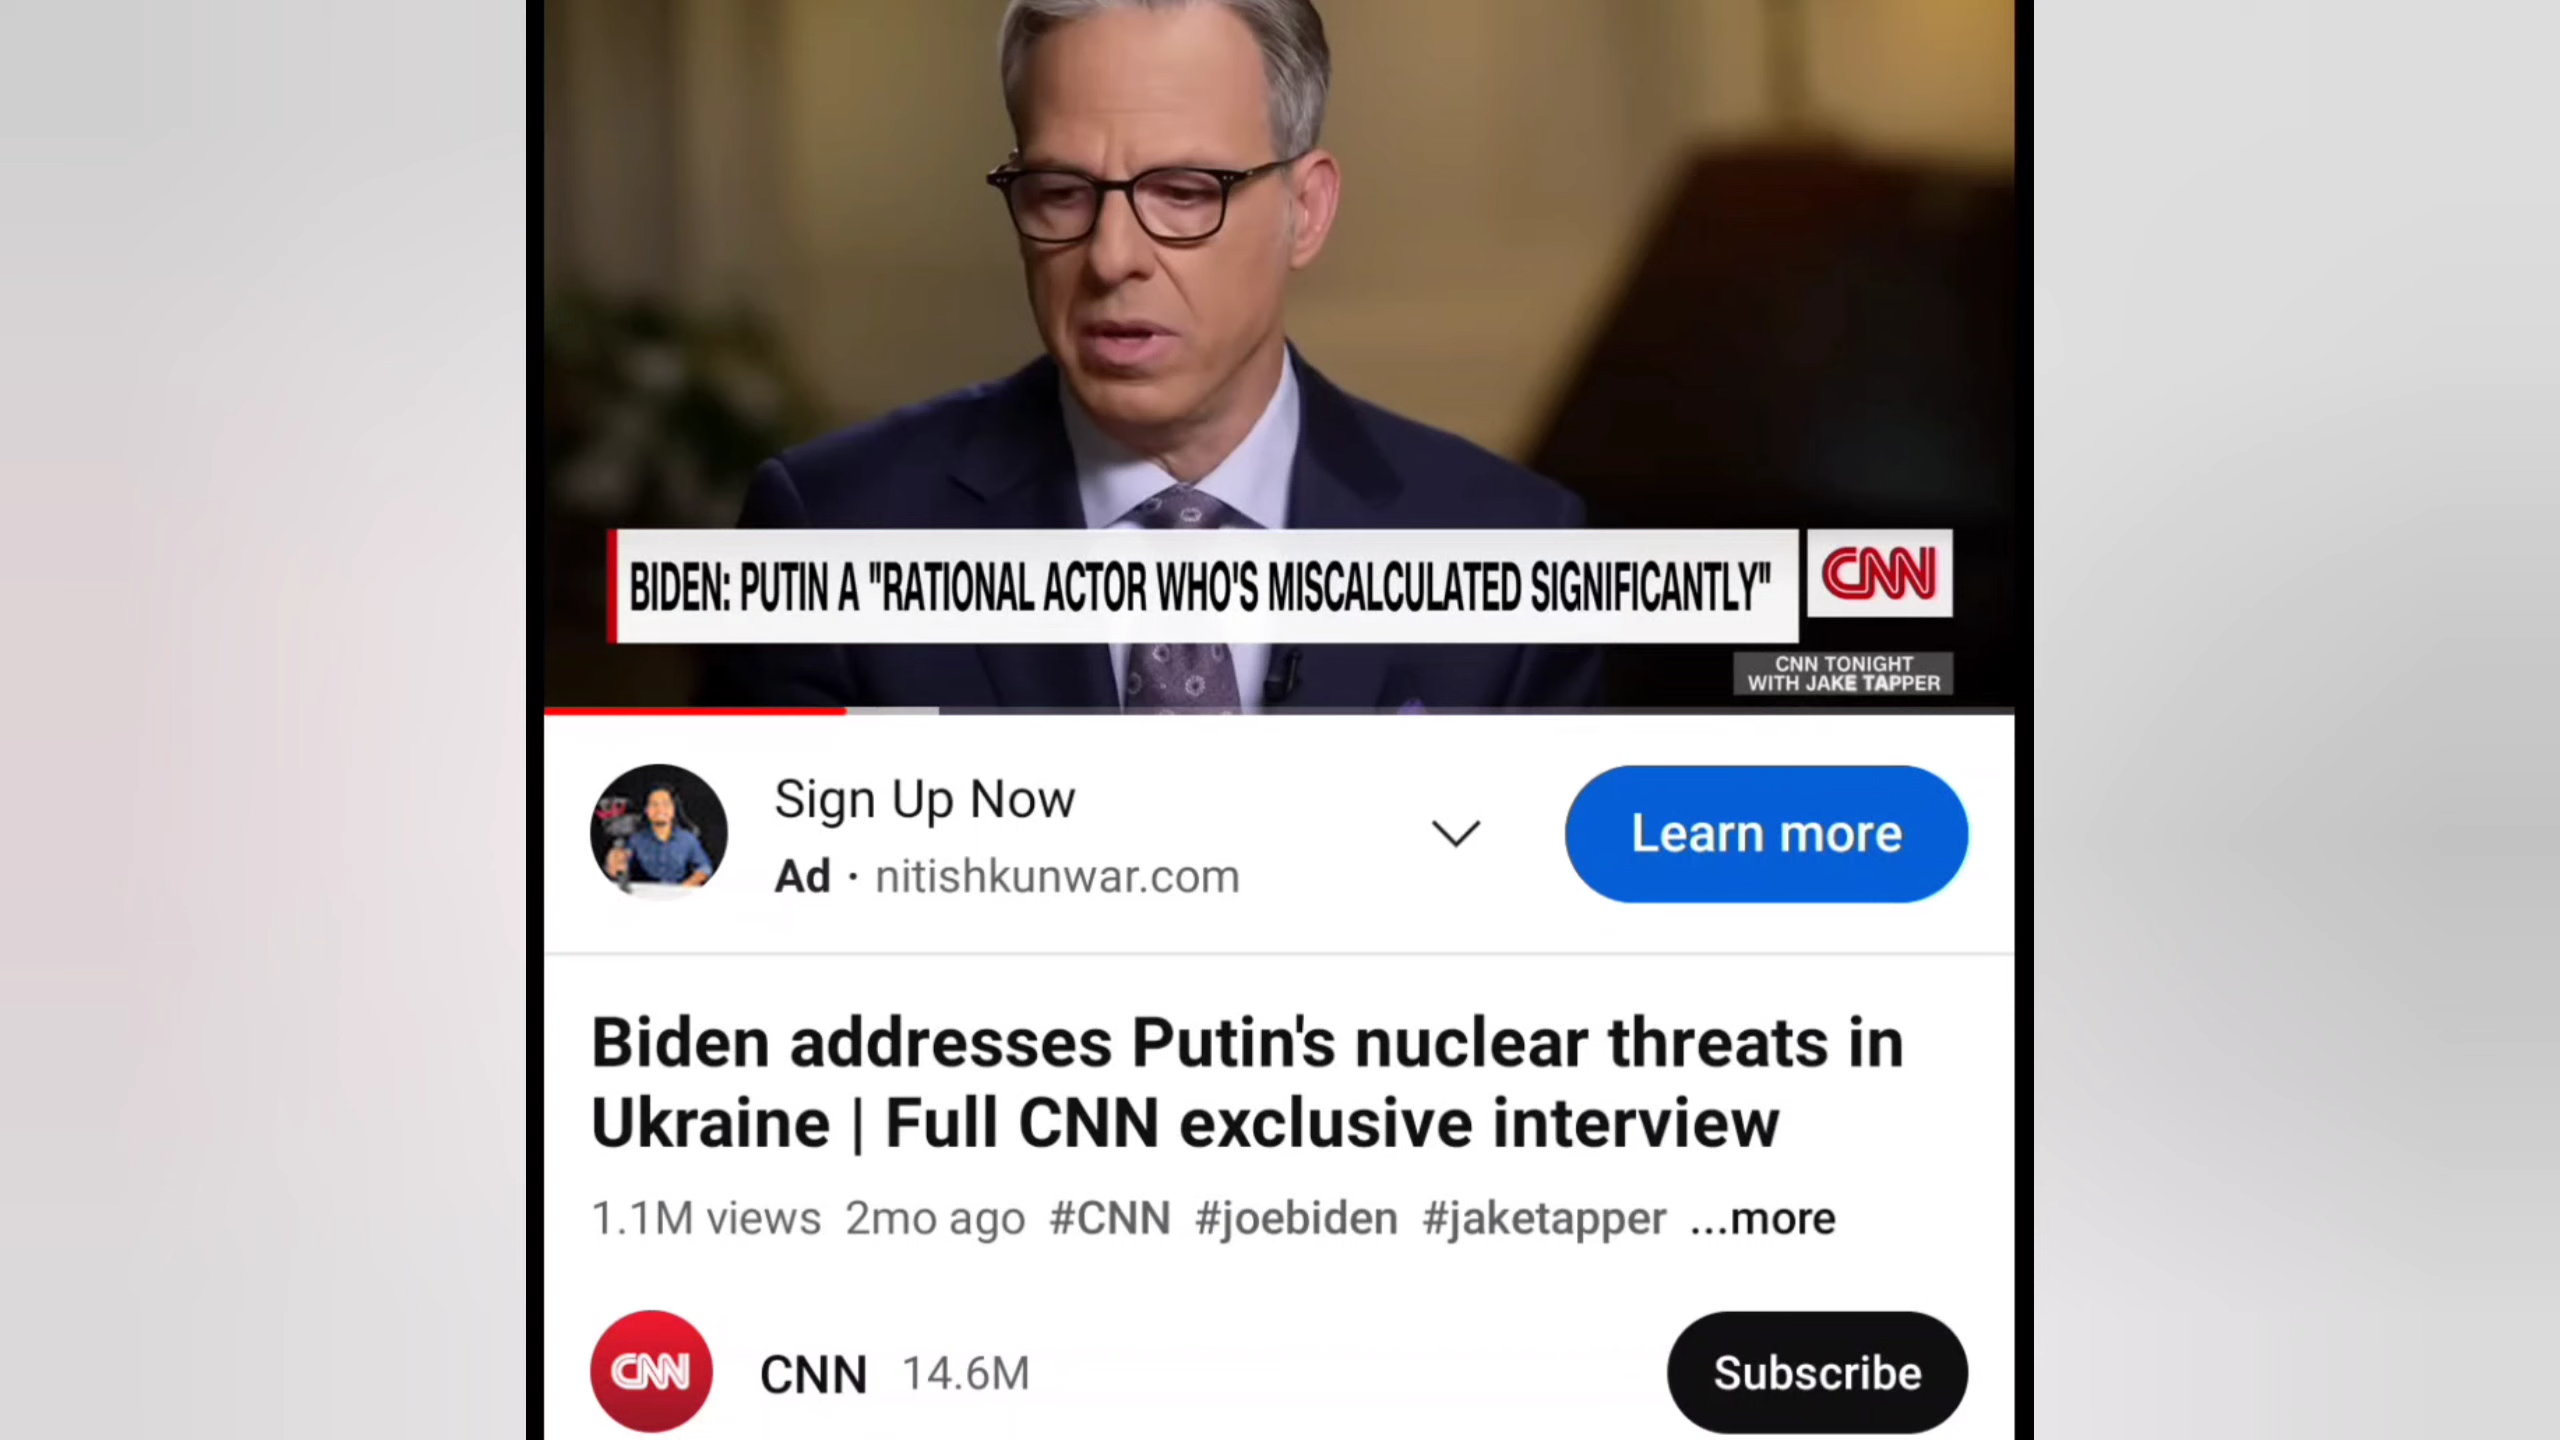 BIDEN: PUTIN A "RATIONAL ACTOR WHO'S MISCALCULATED SIGNIFICANTLY"
CNN
CNN TONIGHT
WITH JAKE TAPPER
Sign Up Now
Ad · nitishkunwar.com
Learn more
Biden addresses Putin's nuclear threats in
Ukraine | Full CNN exclusive interview
1.1M views 2mo ago #CNN #joebiden #jaketapper ...more
CNN
CNN 14.6M
Subscribe